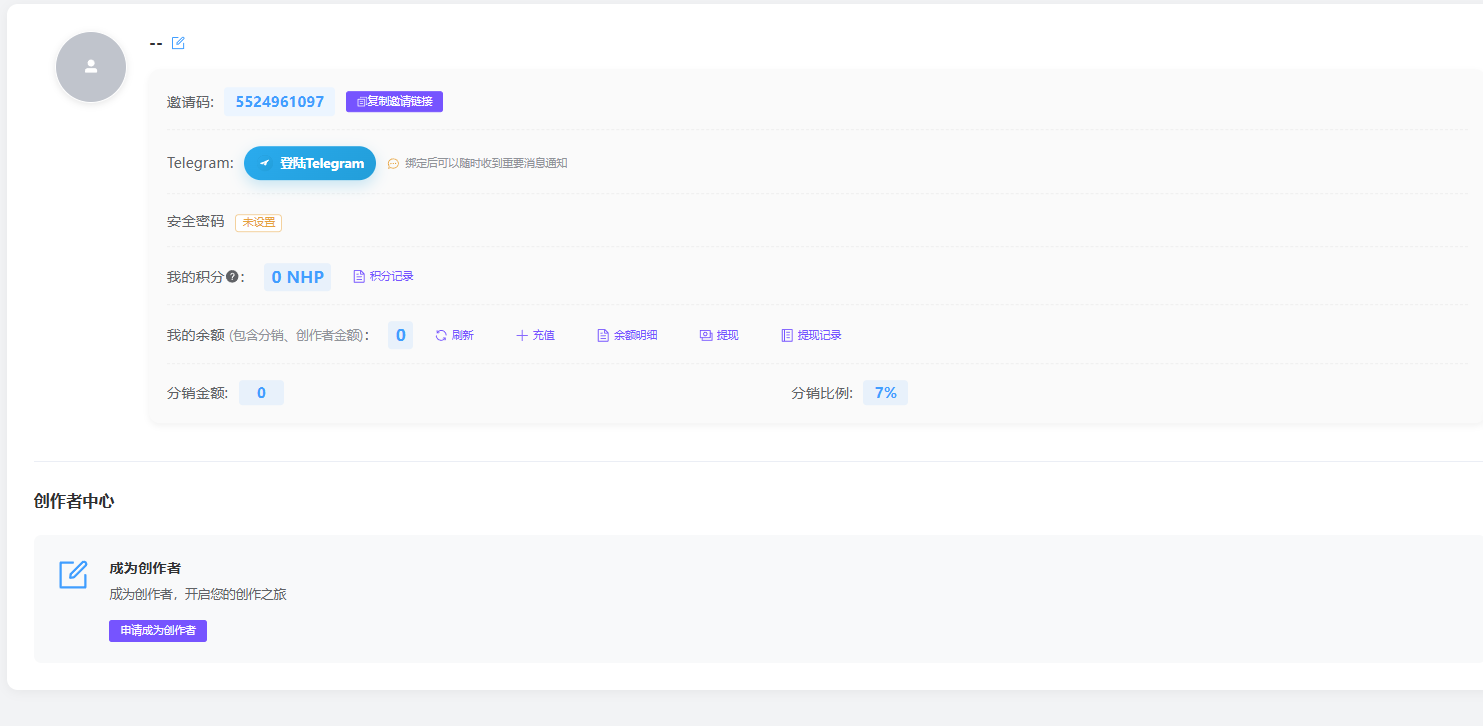 --
邀请码: 5524961097 复制邀请链接
Telegram: 登陆Telegram 绑定后可以随时收到重要消息通知
安全密码 未设置
我的积分?: 0 NHP 积分记录
我的余额 (包含分销、创作者金额): 0 刷新 充值 余额明细 提现 提现记录
分销金额: 0 分销比例: 7%
创作者中心
成为创作者
成为创作者，开启您的创作之旅
申请成为创作者